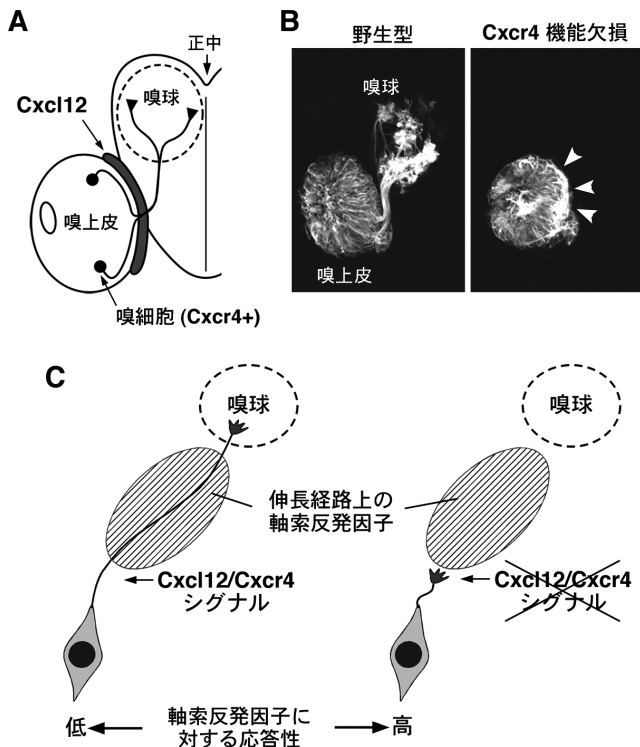 A
正中
嗅球
Cxcl12
嗅上皮
嗅細胞 (Cxcr4+)
B
野生型
Cxcr4 機能欠損
嗅球
嗅上皮
C
嗅球
嗅球
伸長経路上の
軸索反発因子
Cxcl12/Cxcr4
シグナル
Cxcl12/Cxcr4
シグナル
低
軸索反発因子に
対する応答性
高